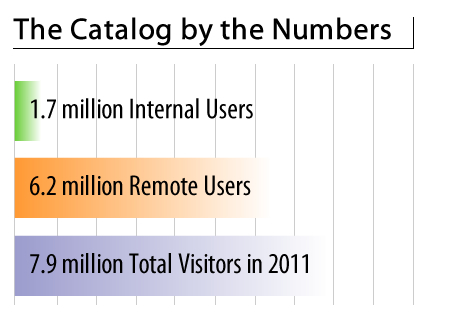 The Catalog by the Numbers
1.7 million Internal Users
6.2 million Remote Users
7.9 million Total Visitors in 2011